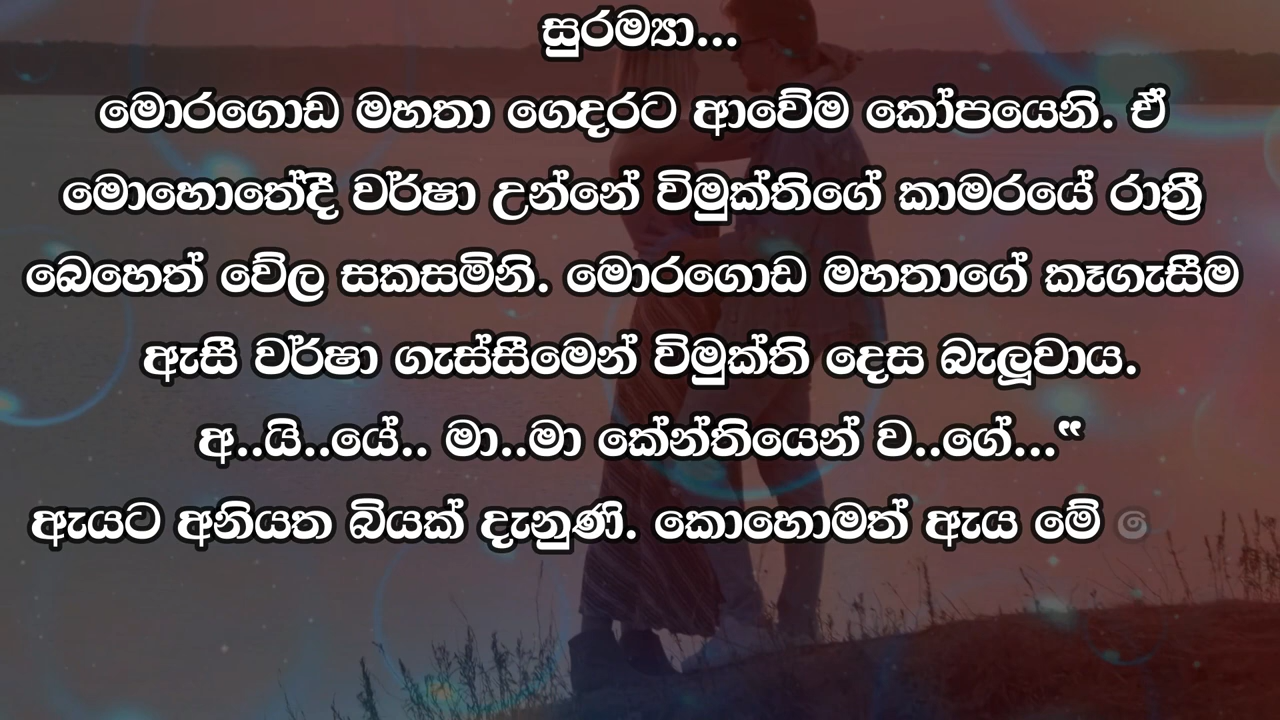 සුරම්‍යා...
මොරගොඩ මහතා ගෙදරට ආවේම කෝපයෙනි. ඒ
මොහොතේදී වර්ෂා උන්නේ විමුක්තිගේ කාමරයේ රාත්‍රී
බෙහෙත් වේල සකසමිනි. මොරගොඩ මහතාගේ කෑගැසීම
ඇසී වර්ෂා ගැස්සීමෙන් විමුක්ති දෙස බැලූවාය.
අ..යි..යේ.. මා..මා කේන්තියෙන් ව..ගේ...“
ඇයට අනියත බියක් දැනුණි. කොහොමත් ඇය මේ